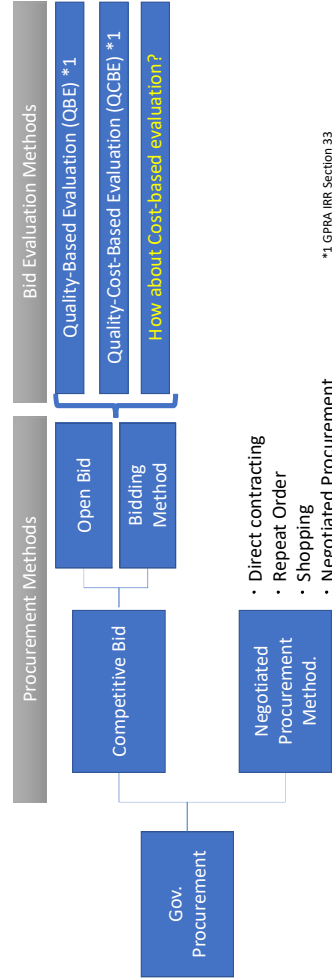 Procurement Methods
Bid Evaluation Methods
Gov.
Procurement
Competitive Bid
Open Bid
Bidding
Method
Quality-Based Evaluation (QBE) *1
Quality-Cost-Based Evaluation (QCBE) *1
How about Cost-based evaluation?
Negotiated
Procurement
Method.
・Direct contracting
・Repeat Order
・Shopping
・Negotiated Procurement
*1 GPRA IRR Section 33